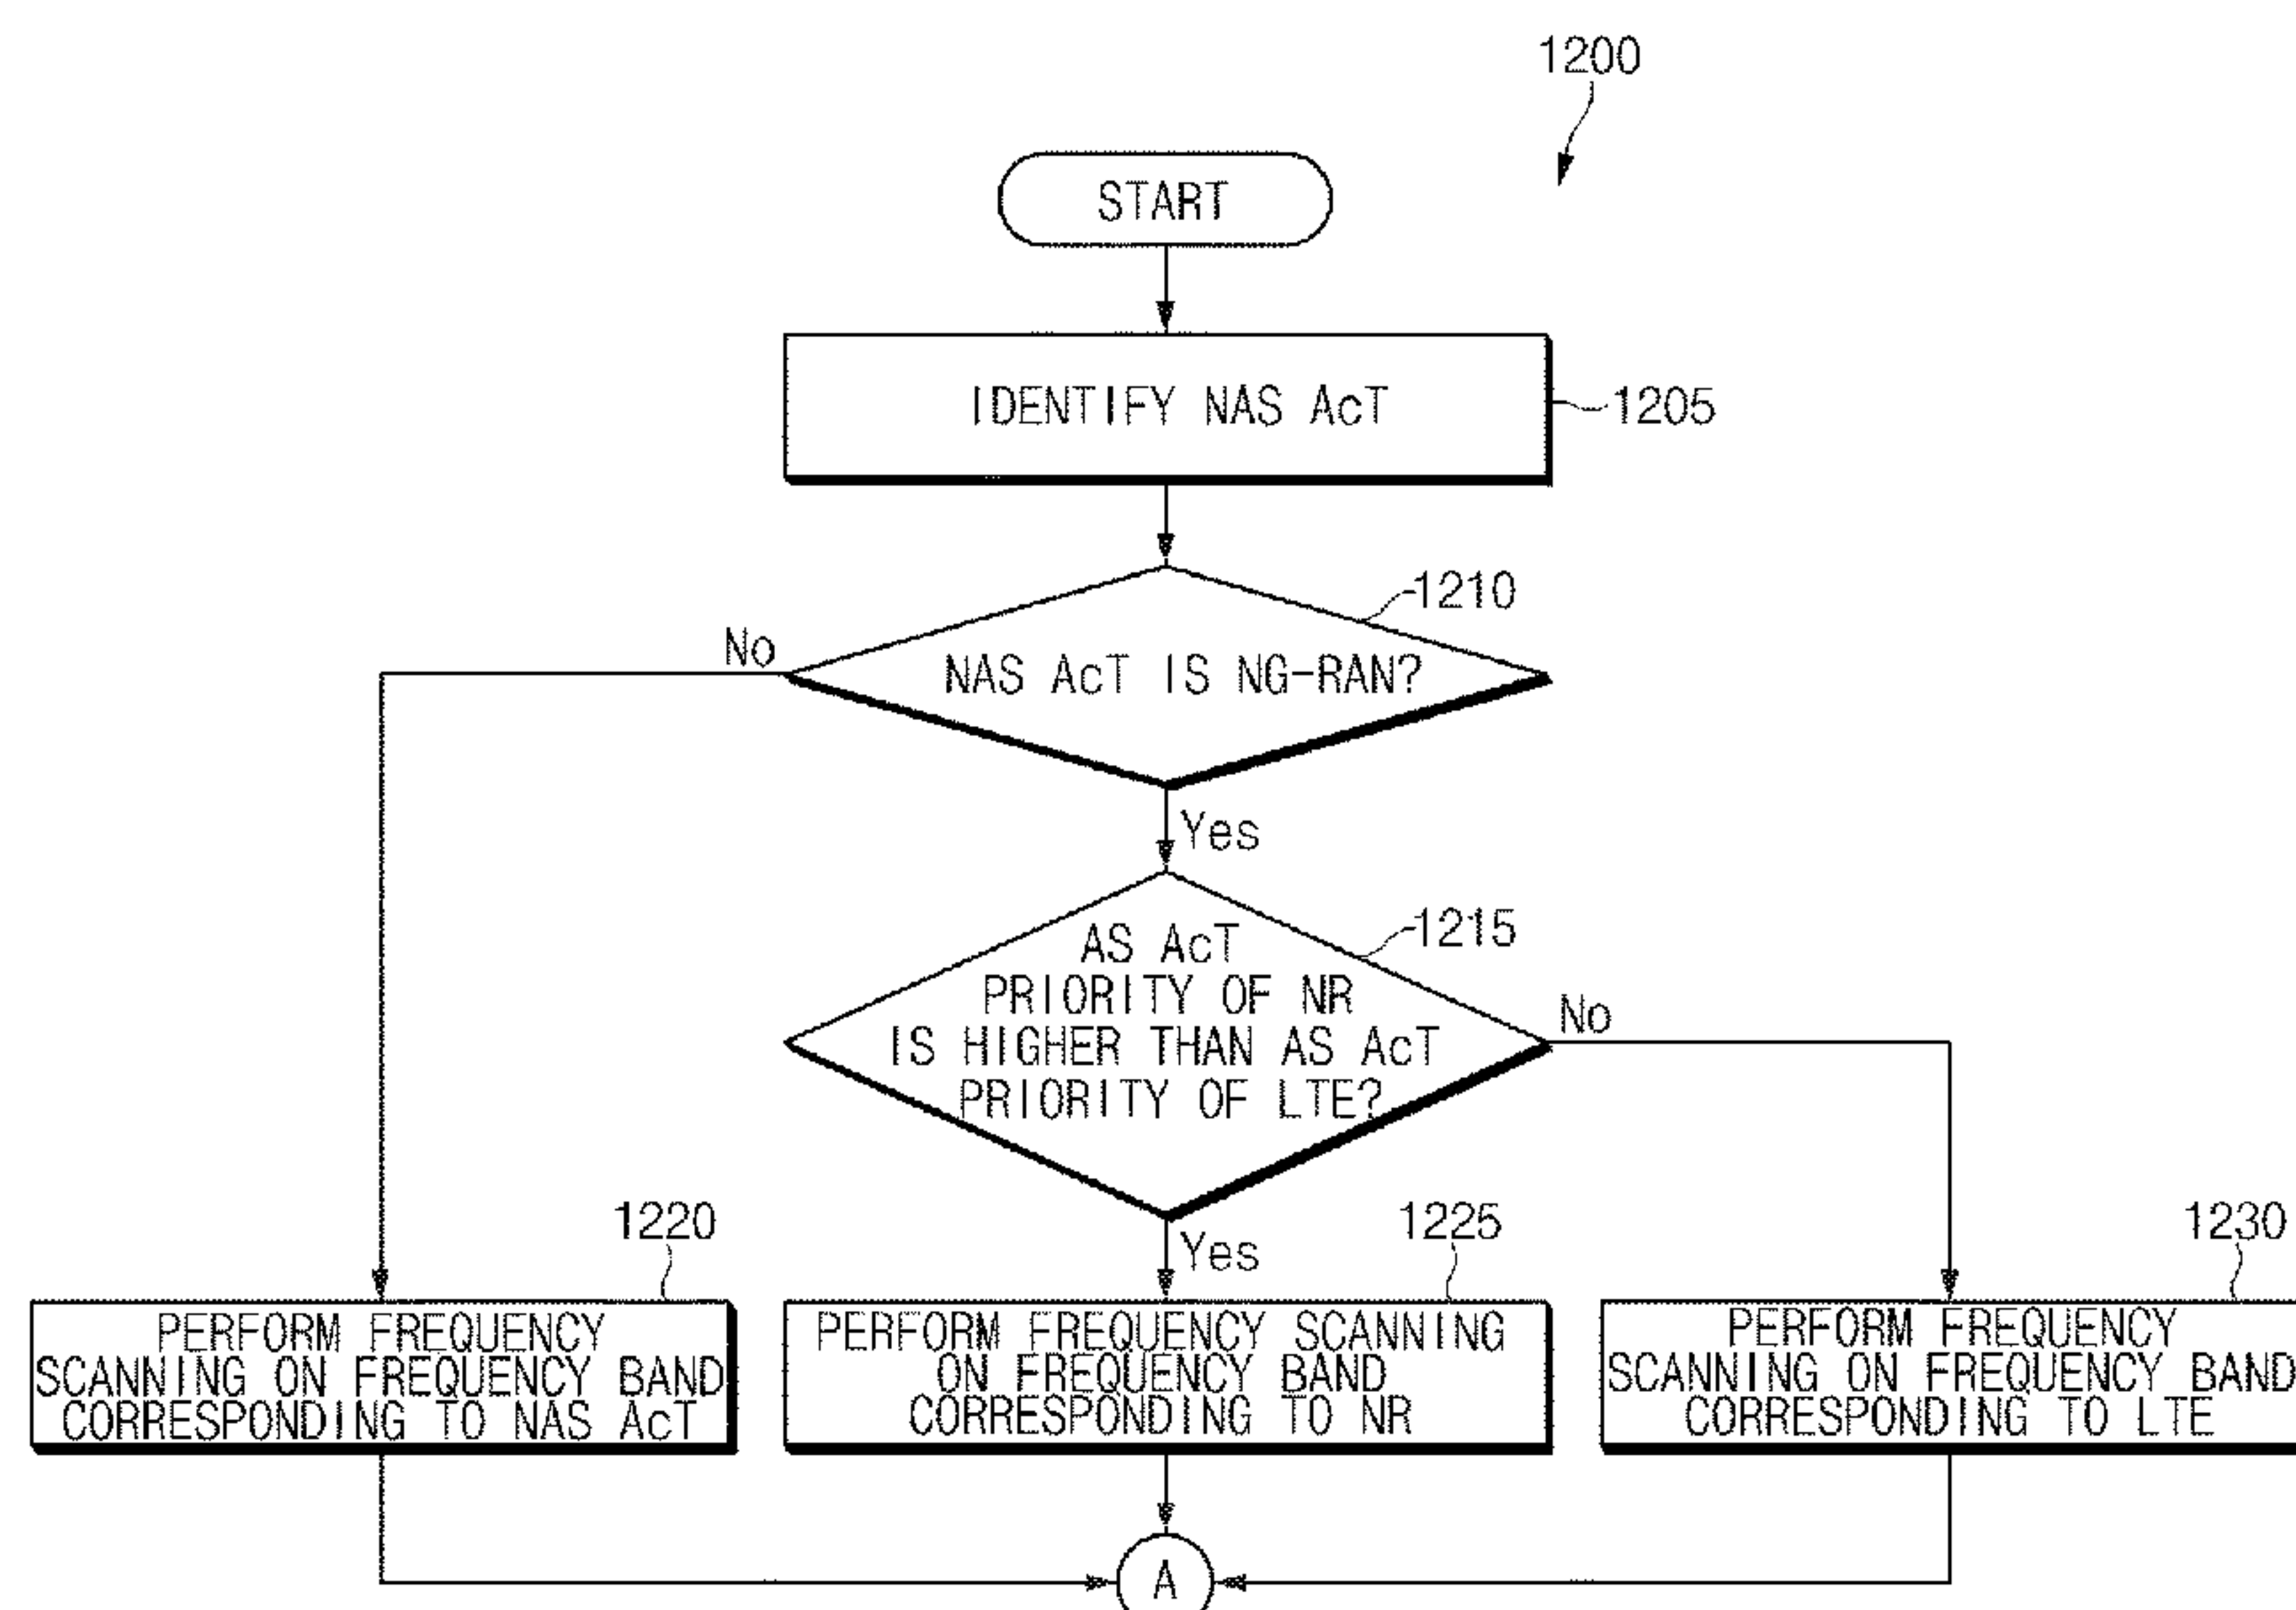 1200
START
IDENTIFY NAS AcT
1205
1210
No
NAS AcT IS NG-RAN?
Yes
1215
AS AcT
PRIORITY OF NR
IS HIGHER THAN AS AcT
PRIORITY OF LTE?
No
Yes
1220
PERFORM FREQUENCY
SCANNING ON FREQUENCY BAND
CORRESPONDING TO NAS AcT
1225
PERFORM FREQUENCY SCANNING
ON FREQUENCY BAND
CORRESPONDING TO NR
1230
PERFORM FREQUENCY
SCANNING ON FREQUENCY BAND
CORRESPONDING TO LTE
A